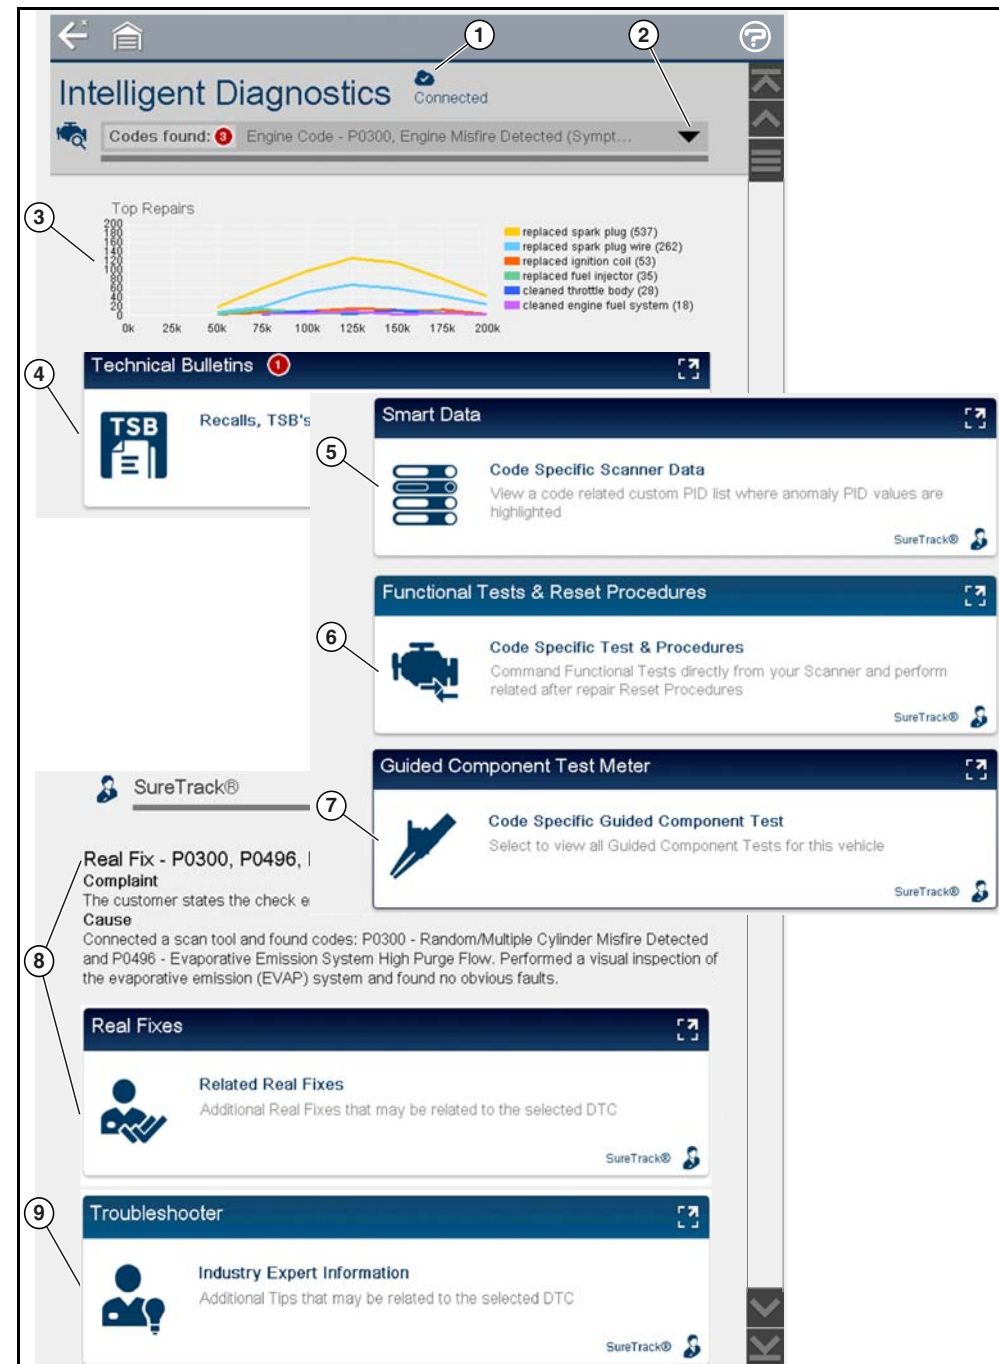 1
2
Intelligent Diagnostics
Connected
Codes found: 3 Engine Code - P0300, Engine Misfire Detected (Sympt...
3
Top Repairs
200
180
160
140
120
100
80
60
40
20
0
0k 25k 50k 75k 100k 125k 150k 175k 200k
replaced spark plug (537)
replaced spark plug wire (262)
replaced ignition coil (53)
replaced fuel injector (35)
cleaned throttle body (28)
cleaned engine fuel system (18)
4
Technical Bulletins 1
TSB
Recalls, TSB's
5
Smart Data
Code Specific Scanner Data
View a code related custom PID list where anomaly PID values are
highlighted
SureTrack®
6
Functional Tests & Reset Procedures
Code Specific Test & Procedures
Command Functional Tests directly from your Scanner and perform
related after repair Reset Procedures
SureTrack®
7
Guided Component Test Meter
Code Specific Guided Component Test
Select to view all Guided Component Tests for this vehicle
SureTrack®
SureTrack®
8
Real Fix - P0300, P0496,
Complaint
The customer states the check
Cause
Connected a scan tool and found codes: P0300 - Random/Multiple Cylinder Misfire Detected
and P0496 - Evaporative Emission System High Purge Flow. Performed a visual inspection of
the evaporative emission (EVAP) system and found no obvious faults.
Real Fixes
Related Real Fixes
Additional Real Fixes that may be related to the selected DTC
SureTrack®
9
Troubleshooter
Industry Expert Information
Additional Tips that may be related to the selected DTC
SureTrack®